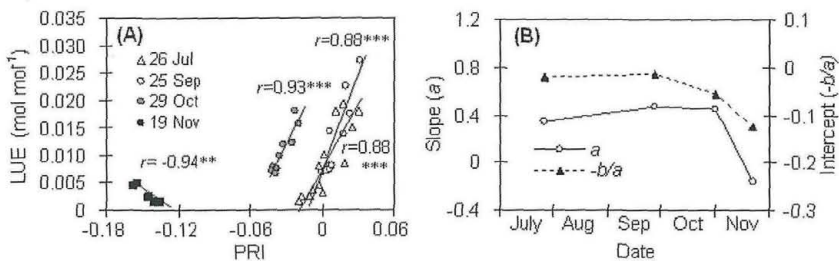 (A)
r=0.88***
r=0.93***
r=0.88
***
r= -0.94**
26 Jul
25 Sep
29 Oct
19 Nov
LUE (mol mol⁻¹)
0.035
0.03
0.025
0.02
0.015
0.01
0.005
0
-0.18
-0.12
-0.06
0
0.06
PRI
(B)
Slope (a)
1.2
0.8
0.4
0
-0.4
a
-b/a
0.1
0
-0.1
-0.2
-0.3
Intercept (-b/a)
July Aug Sep Oct Nov
Date